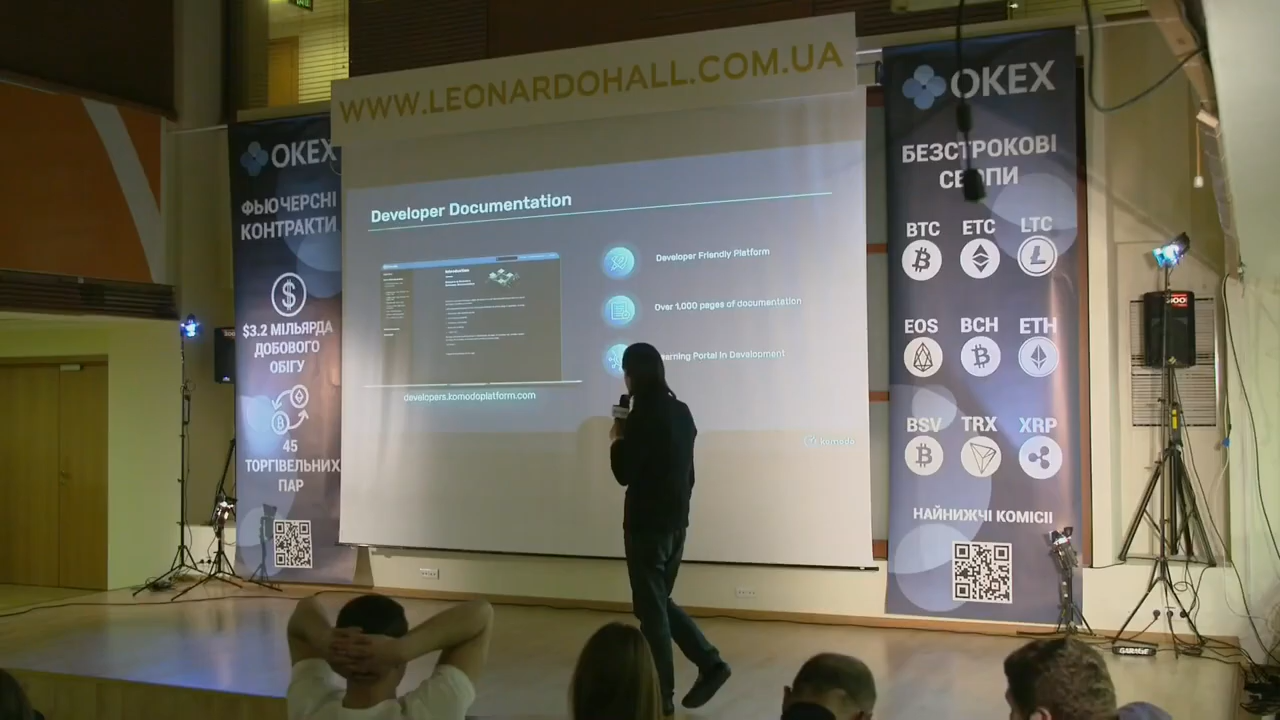 WWW.LEONARDOHALL.COM.UA
OKEX
ФЬЮЧЕРСНІ
КОНТРАКТИ
$3.2 МІЛЬЯРДА
ДОБОВОГО
ОБІГУ
45
ТОРГІВЕЛЬНИХ
ПАР
Developer Documentation
Introduction
developers.komodoplatform.com
Developer Friendly Platform
Over 1,000 pages of documentation
Portal in Development
komodo
OKEX
БЕЗСТРОКОВІ
СВОПИ
BTC ETC LTC
EOS BCH ETH
BSV TRX XRP
НАЙНИЖЧІ КОМІСІЇ
GARAGE